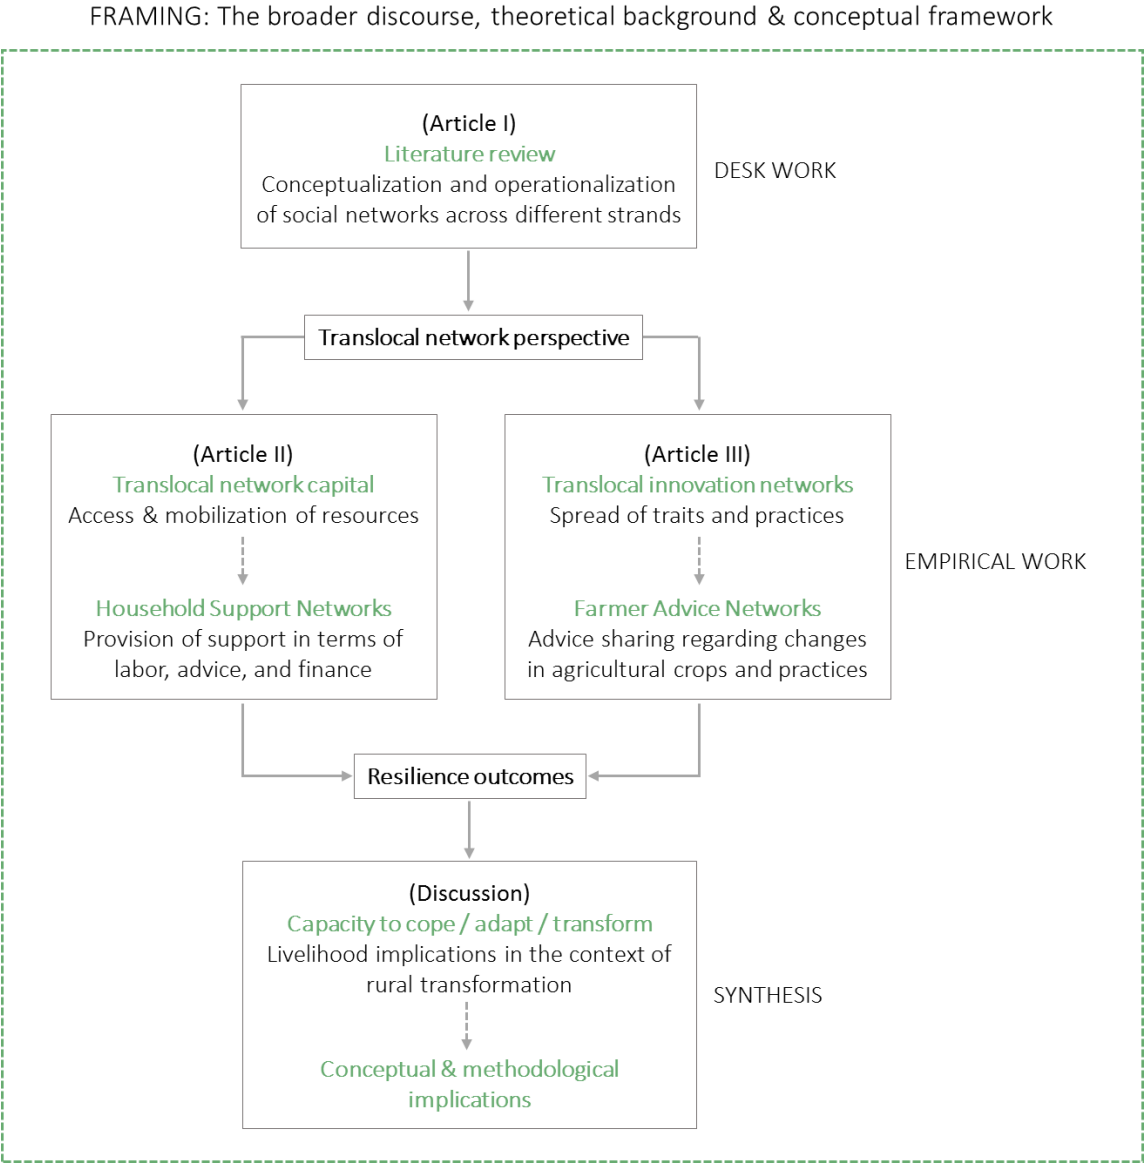 FRAMING: The broader discourse, theoretical background & conceptual framework
(Article I)
Literature review
Conceptualization and operationalization
of social networks across different strands
DESK WORK
Translocal network perspective
(Article II)
Translocal network capital
Access & mobilization of resources
Household Support Networks
Provision of support in terms of
labor, advice, and finance
(Article III)
Translocal innovation networks
Spread of traits and practices
Farmer Advice Networks
Advice sharing regarding changes
in agricultural crops and practices
EMPIRICAL WORK
Resilience outcomes
(Discussion)
Capacity to cope / adapt / transform
Livelihood implications in the context of
rural transformation
Conceptual & methodological
implications
SYNTHESIS